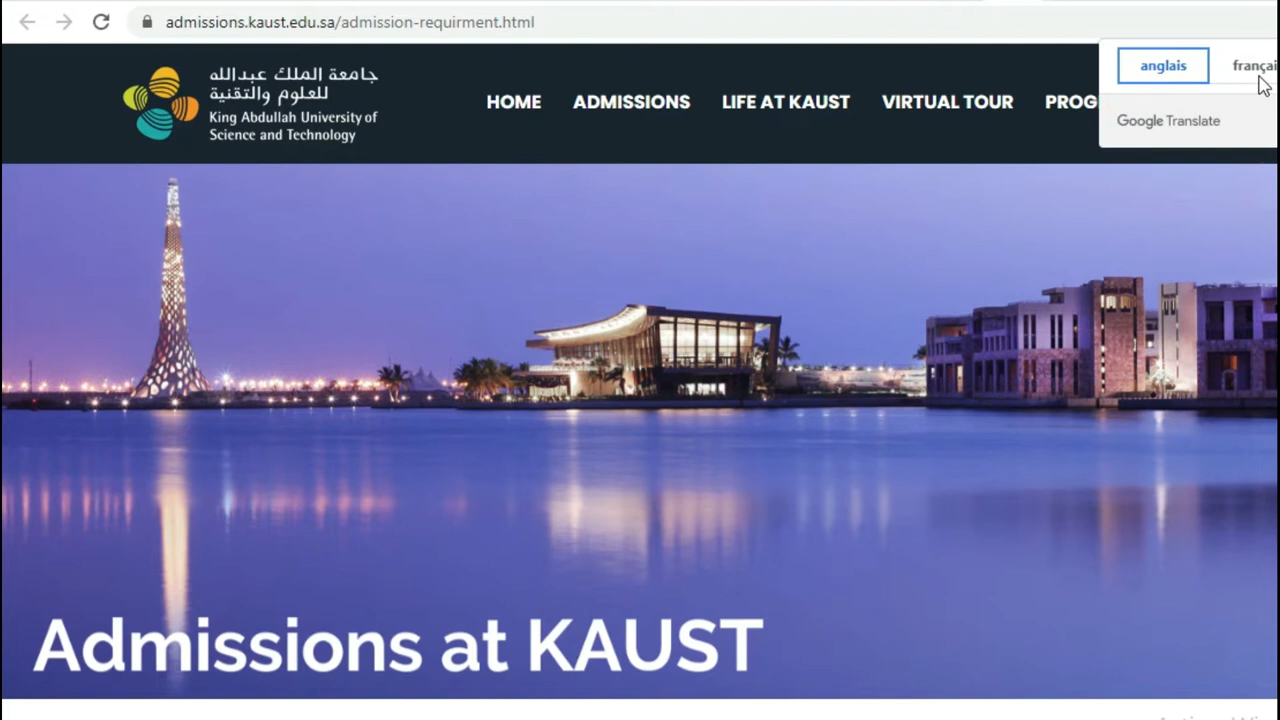 admissions.kaust.edu.sa/admission-requirment.html
anglais
Google Translate
جامعة الملك عبدالله
للعلوم والتقنية
King Abdullah University of
Science and Technology
HOME ADMISSIONS LIFE AT KAUST VIRTUAL TOUR PROG
Admissions at KAUST